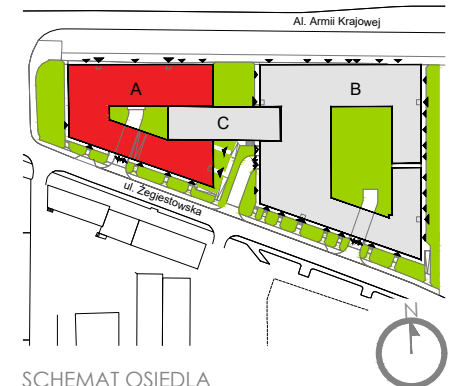 Al. Armii Krajowej
A
B
C
ul. Żegiestowska
N
SCHEMAT OSIEDLA